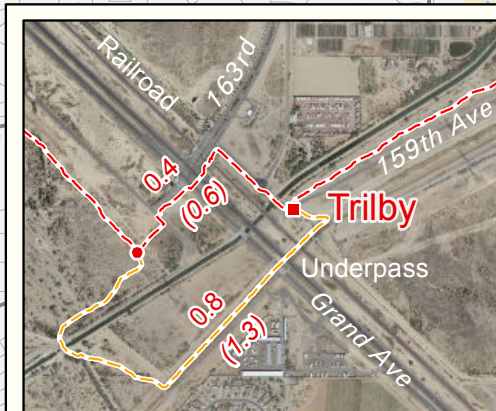 Railroad
163rd
159th Ave
0.4
(0.6)
Trilby
Underpass
0.8
(1.3)
Grand Ave